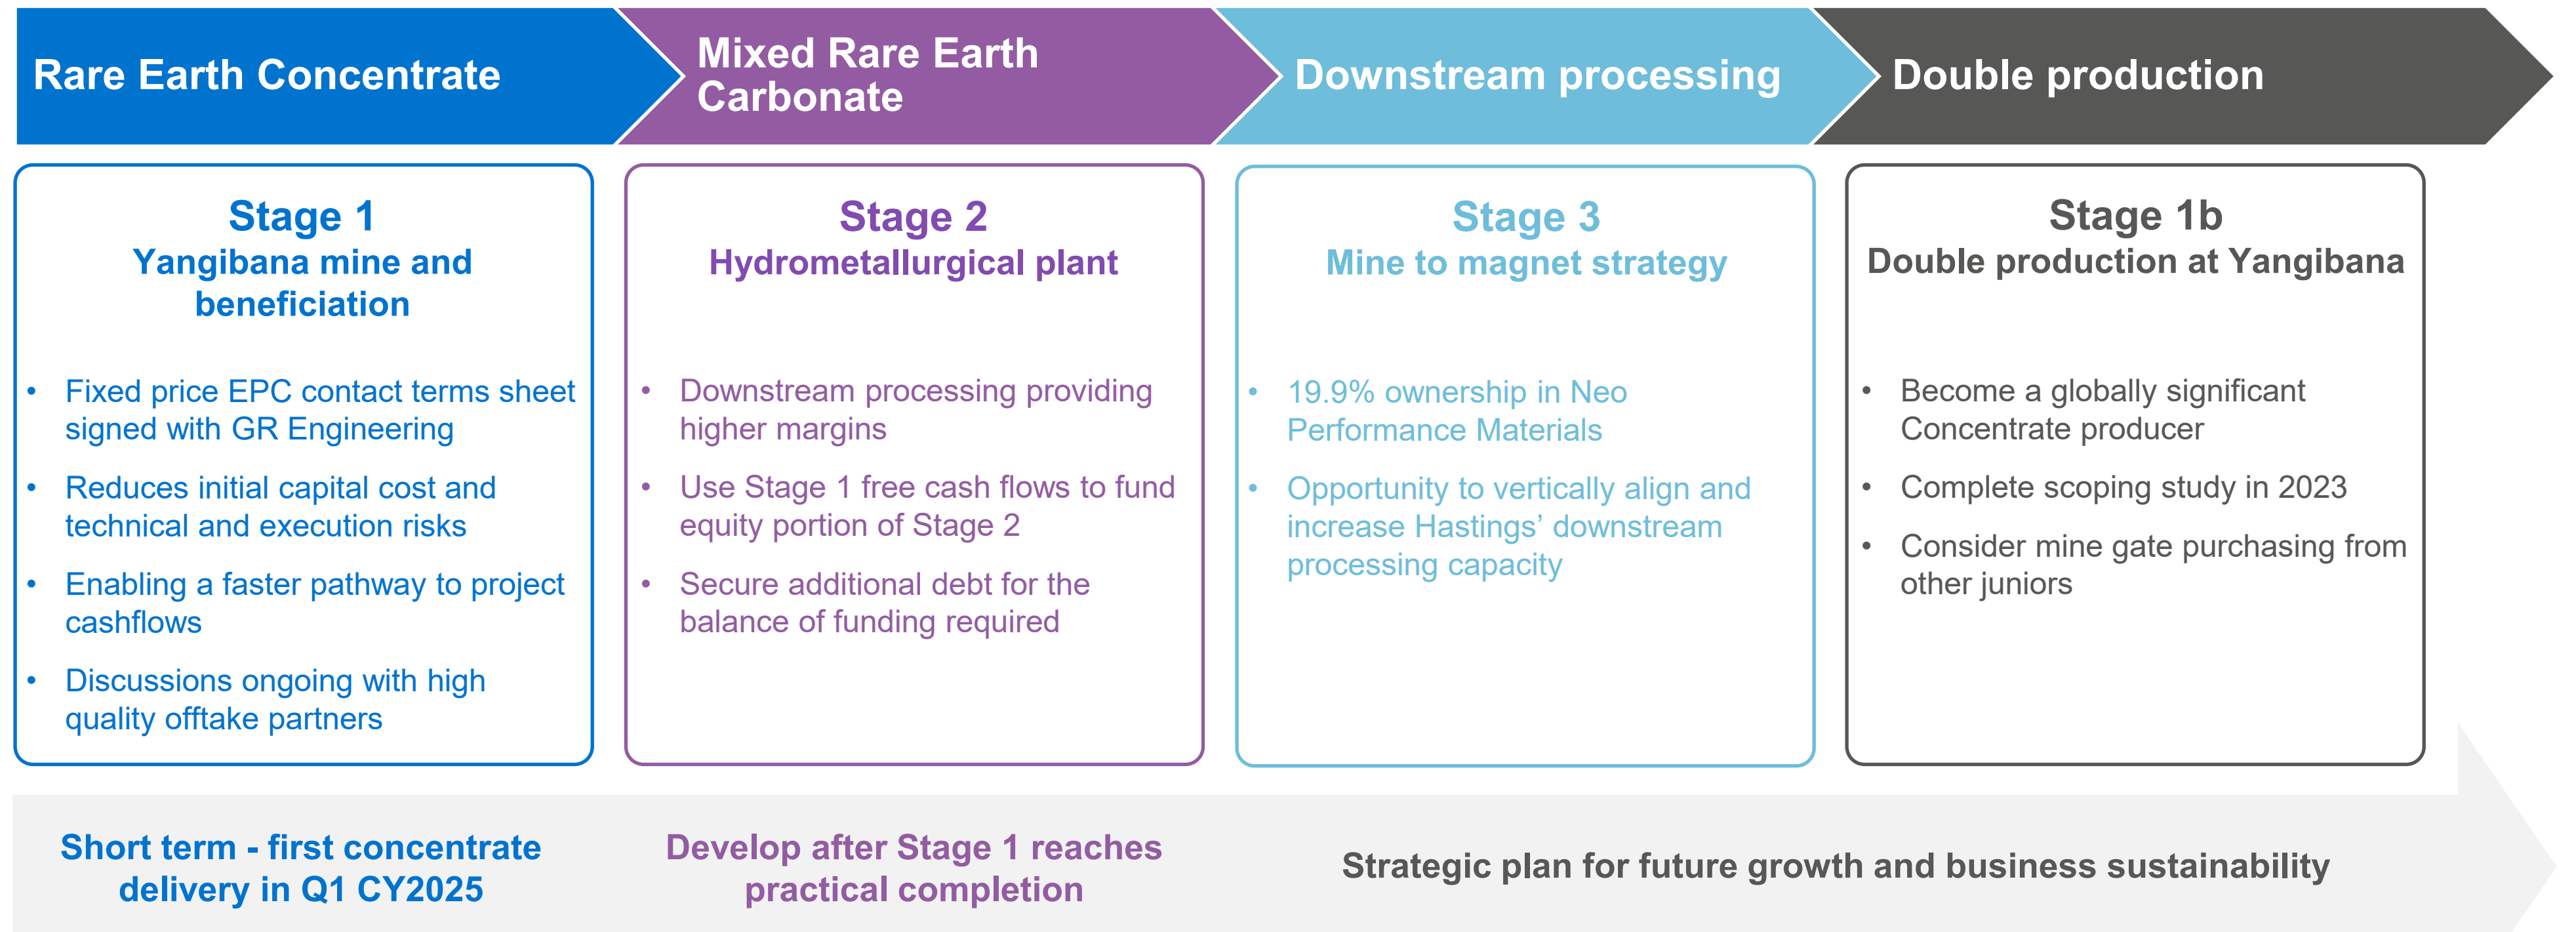 Rare Earth Concentrate
Mixed Rare Earth
Carbonate
Downstream processing
Double production
Stage 1
Yangibana mine and
beneficiation
• Fixed price EPC contact terms sheet
signed with GR Engineering
• Reduces initial capital cost and
technical and execution risks
• Enabling a faster pathway to project
cashflows
• Discussions ongoing with high
quality offtake partners
Stage 2
Hydrometallurgical plant
• Downstream processing providing
higher margins
• Use Stage 1 free cash flows to fund
equity portion of Stage 2
• Secure additional debt for the
balance of funding required
Stage 3
Mine to magnet strategy
• 19.9% ownership in Neo
Performance Materials
• Opportunity to vertically align and
increase Hastings’ downstream
processing capacity
Stage 1b
Double production at Yangibana
• Become a globally significant
Concentrate producer
• Complete scoping study in 2023
• Consider mine gate purchasing from
other juniors
Short term - first concentrate
delivery in Q1 CY2025
Develop after Stage 1 reaches
practical completion
Strategic plan for future growth and business sustainability